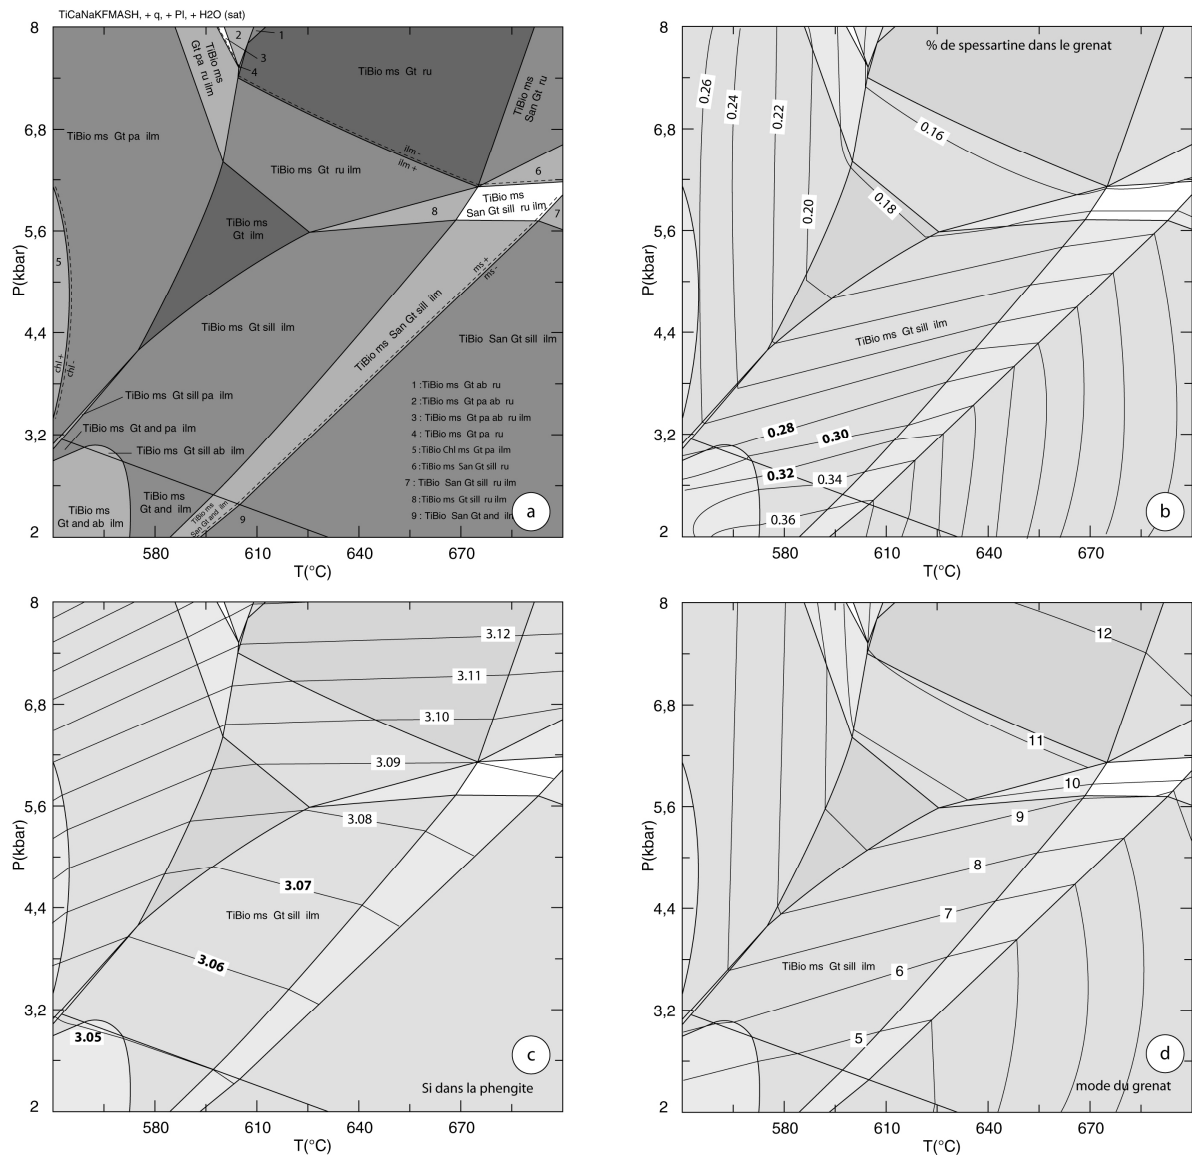 TiCaNaKFMASH, + q, + Pl, + H2O (sat)
8
6,8
5,6
4,4
3,2
2
P(kbar)
580
610
640
670
T(°C)
TiBio ms
Gt pa ru ilm
2
1
3
4
TiBio ms Gt ru
TiBio ms
San Gt ru
TiBio ms Gt pa ilm
ilm -
ilm +
TiBio ms Gt ru ilm
6
TiBio ms
San Gt sill ru ilm
7
8
TiBio ms
Gt ilm
5
ms +
ms -
TiBio ms Gt sill ilm
TiBio ms San Gt sill ilm
TiBio San Gt sill ilm
chl +
chl -
TiBio ms Gt sill pa ilm
TiBio ms Gt and pa ilm
TiBio ms Gt sill ab ilm
TiBio ms
Gt and ilm
TiBio ms
Gt and ab ilm
TiBio ms
San Gt and ilm
9
1 :TiBio ms Gt ab ru
2 :TiBio ms Gt pa ab ru
3 : TiBio ms Gt pa ab ru ilm
4 : TiBio ms Gt pa ru
5 :TiBio Chl ms Gt pa ilm
6 :TiBio ms San Gt sill ru
7 : TiBio San Gt sill ru ilm
8 :TiBio ms Gt sill ru ilm
9 : TiBio San Gt and ilm
a
8
6,8
5,6
4,4
3,2
2
P(kbar)
580
610
640
670
T(°C)
% de spessartine dans le grenat
0.26
0.24
0.22
0.20
0.16
0.18
TiBio ms Gt sill ilm
0.28
0.30
0.32
0.34
0.36
b
8
6,8
5,6
4,4
3,2
2
P(kbar)
580
610
640
670
T(°C)
3.12
3.11
3.10
3.09
3.08
3.07
TiBio ms Gt sill ilm
3.06
3.05
c
Si dans la phengite
8
6,8
5,6
4,4
3,2
2
P(kbar)
580
610
640
670
T(°C)
12
11
10
9
8
7
TiBio ms Gt sill ilm
6
5
d
mode du grenat